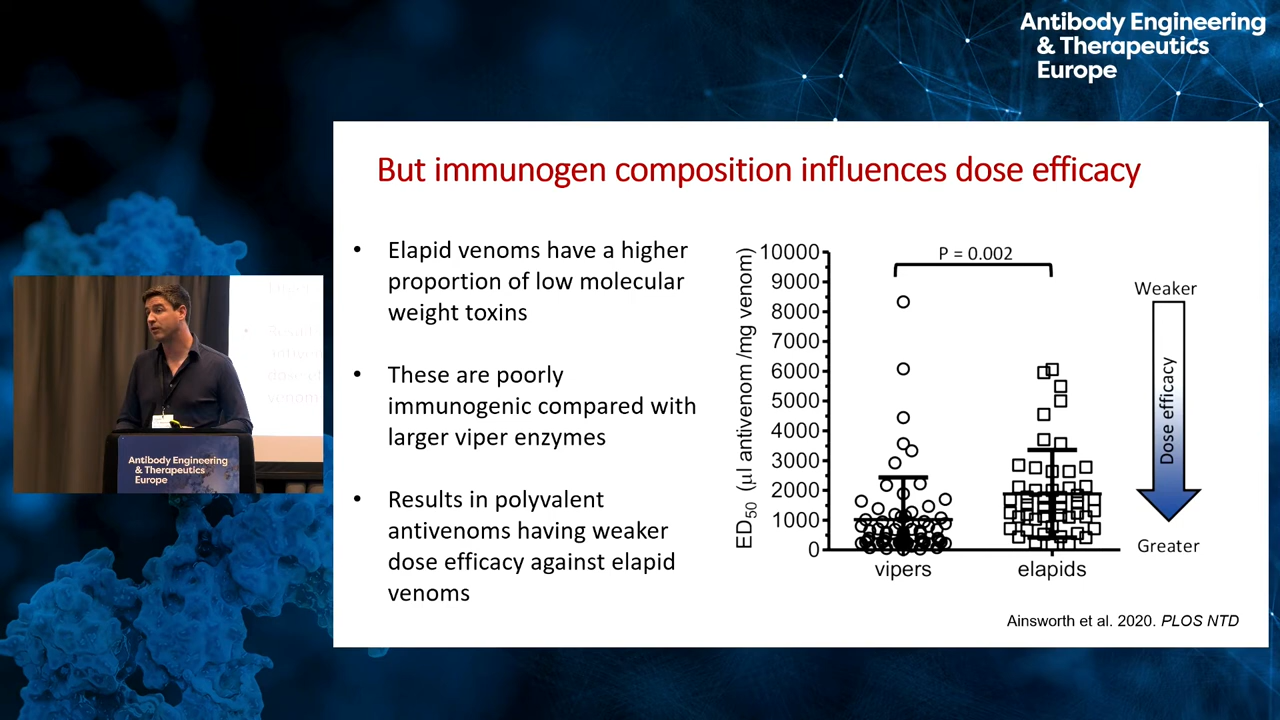 Antibody Engineering
& Therapeutics
Europe
But immunogen composition influences dose efficacy
• Elapid venoms have a higher
proportion of low molecular
weight toxins
• These are poorly
immunogenic compared with
larger viper enzymes
• Results in polyvalent
antivenoms having weaker
dose efficacy against elapid
venoms
ED50 (µl antivenom /mg venom)
10000
9000
8000
7000
6000
5000
4000
3000
2000
1000
0
P = 0.002
vipers
elapids
Weaker
Dose efficacy
Greater
Ainsworth et al. 2020. PLOS NTD
Antibody Engineering
& Therapeutics
Europe